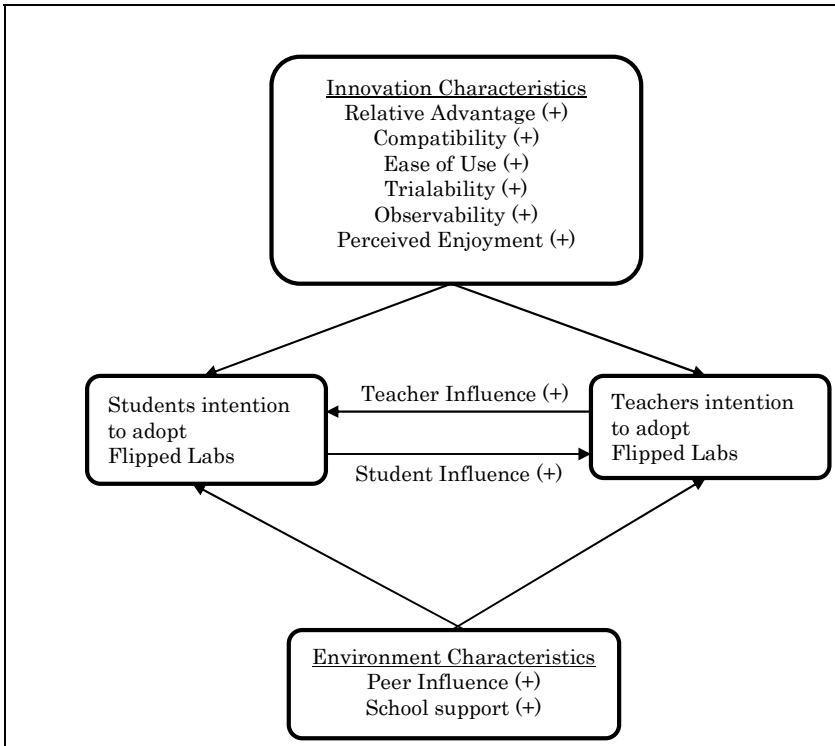 Innovation Characteristics
Relative Advantage (+)
Compatibility (+)
Ease of Use (+)
Trialability (+)
Observability (+)
Perceived Enjoyment (+)
Students intention
to adopt
Flipped Labs
Teacher Influence (+)
Student Influence (+)
Teachers intention
to adopt
Flipped Labs
Environment Characteristics
Peer Influence (+)
School support (+)